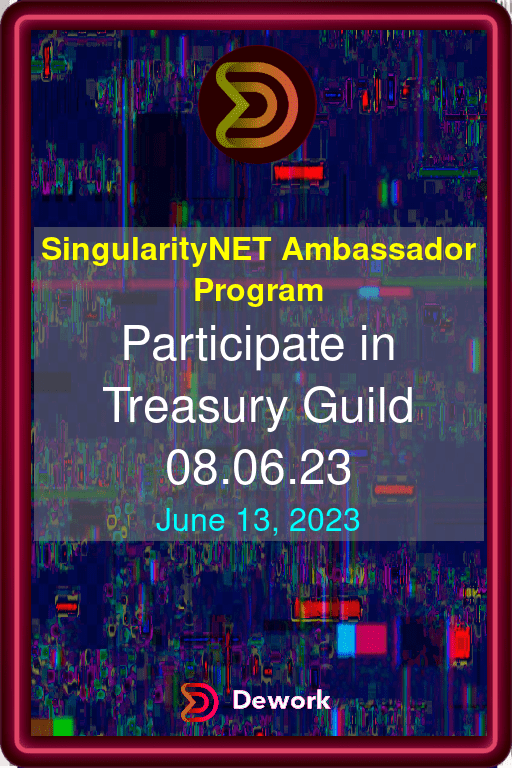 SingularityNET Ambassador
Program
Participate in
Treasury Guild
08.06.23
June 13, 2023
Dework